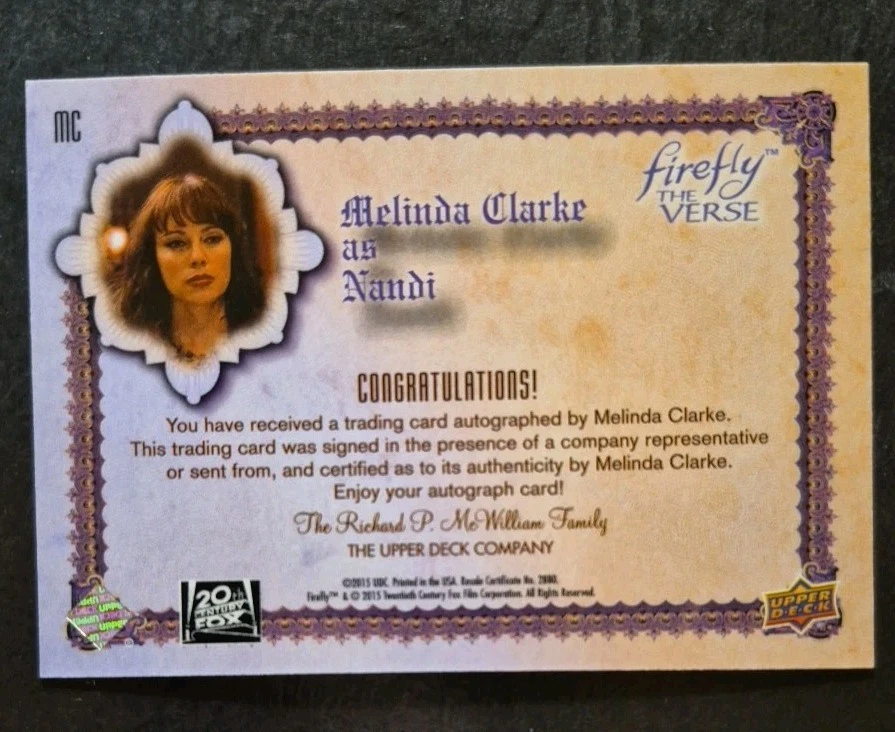 MC
firefly™
THE
VERSE
Melinda Clarke
as
Nandi
CONGRATULATIONS!
You have received a trading card autographed by Melinda Clarke.
This trading card was signed in the presence of a company representative
or sent from, and certified as to its authenticity by Melinda Clarke.
Enjoy your autograph card!
The Richard P. McWilliam Family
THE UPPER DECK COMPANY
©2015 UDC. Printed in the USA. Resale Certificate No. 2000.
Firefly™ & © 2015 Twentieth Century Fox Film Corporation. All Rights Reserved.
20th
CENTURY
FOX
UPPER
DECK